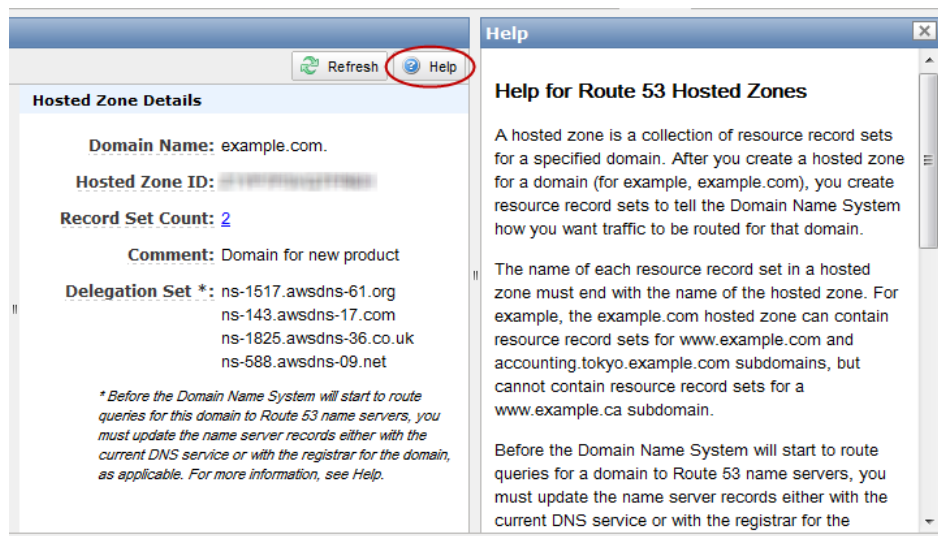 Refresh
Help
Hosted Zone Details
Domain Name: example.com.
Hosted Zone ID:
Record Set Count: 2
Comment: Domain for new product
Delegation Set *: ns-1517.awsdns-61.org
ns-143.awsdns-17.com
ns-1825.awsdns-36.co.uk
ns-588.awsdns-09.net
* Before the Domain Name System will start to route
queries for this domain to Route 53 name servers, you
must update the name server records either with the
current DNS service or with the registrar for the domain,
as applicable. For more information, see Help.
Help
Help for Route 53 Hosted Zones
A hosted zone is a collection of resource record sets
for a specified domain. After you create a hosted zone
for a domain (for example, example.com), you create
resource record sets to tell the Domain Name System
how you want traffic to be routed for that domain.
The name of each resource record set in a hosted
zone must end with the name of the hosted zone. For
example, the example.com hosted zone can contain
resource record sets for www.example.com and
accounting.tokyo.example.com subdomains, but
cannot contain resource record sets for a
www.example.ca subdomain.
Before the Domain Name System will start to route
queries for a domain to Route 53 name servers, you
must update the name server records either with the
current DNS service or with the registrar for the